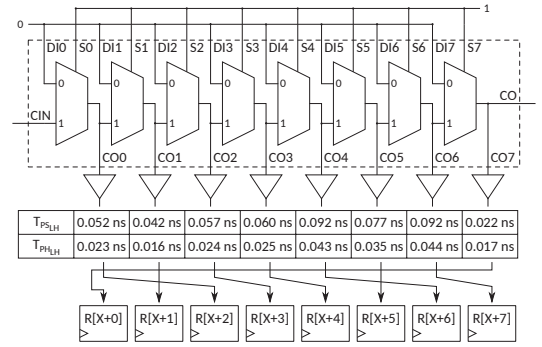 1
0
DI0 S0 DI1 S1 DI2 S2 DI3 S3 DI4 S4 DI5 S5 DI6 S6 DI7 S7
0 0 0 0 0 0 0 0
CIN CO
1 1 1 1 1 1 1 1
CO0 CO1 CO2 CO3 CO4 CO5 CO6 CO7
TPSLH 0.052 ns 0.042 ns 0.057 ns 0.060 ns 0.092 ns 0.077 ns 0.092 ns 0.022 ns
TPHLH 0.023 ns 0.016 ns 0.024 ns 0.025 ns 0.043 ns 0.035 ns 0.044 ns 0.017 ns
R[X+0] R[X+1] R[X+2] R[X+3] R[X+4] R[X+5] R[X+6] R[X+7]